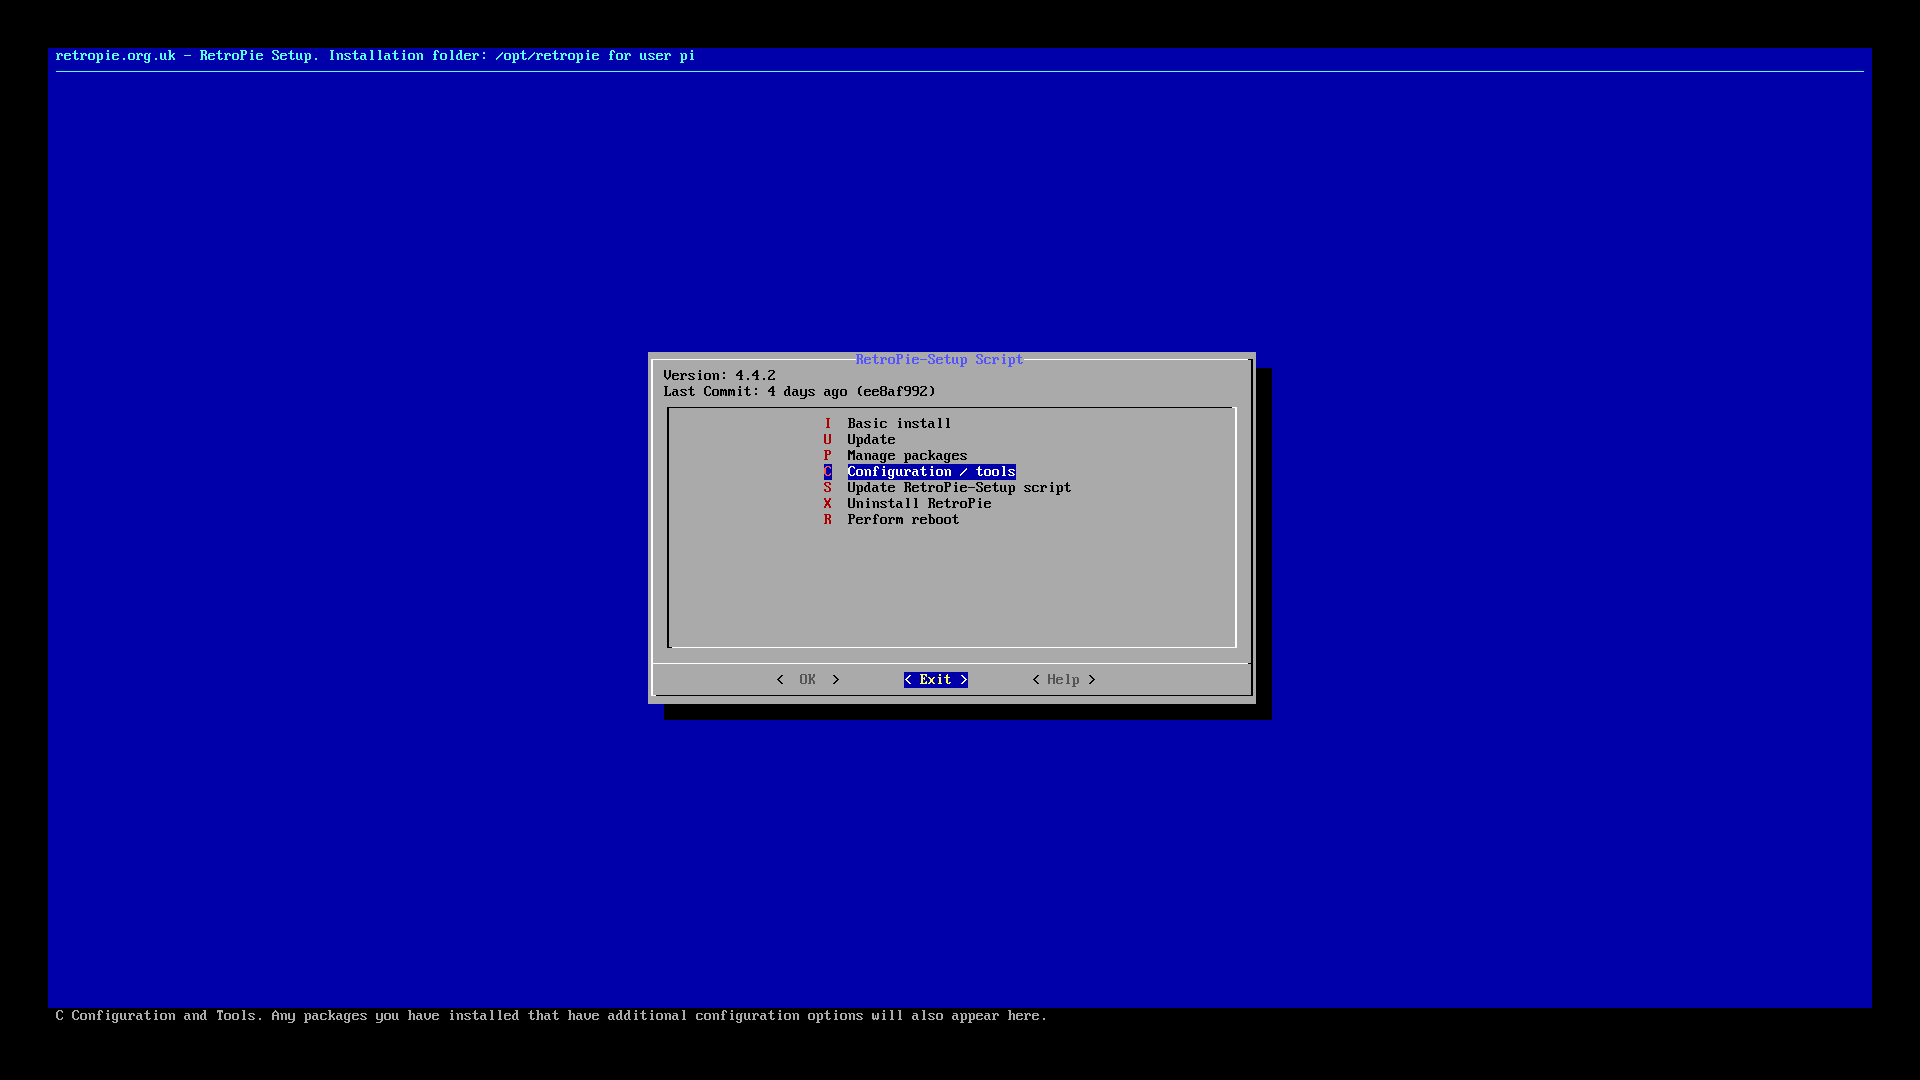 retropie.org.uk - RetroPie Setup. Installation folder: /opt/retropie for user pi
RetroPie-Setup Script
Version: 4.4.2
Last Commit: 4 days ago (ee8af992)
I Basic install
U Update
P Manage packages
C Configuration / tools
S Update RetroPie-Setup script
X Uninstall RetroPie
R Perform reboot
< OK > < Exit > < Help >
C Configuration and Tools. Any packages you have installed that have additional configuration options will also appear here.